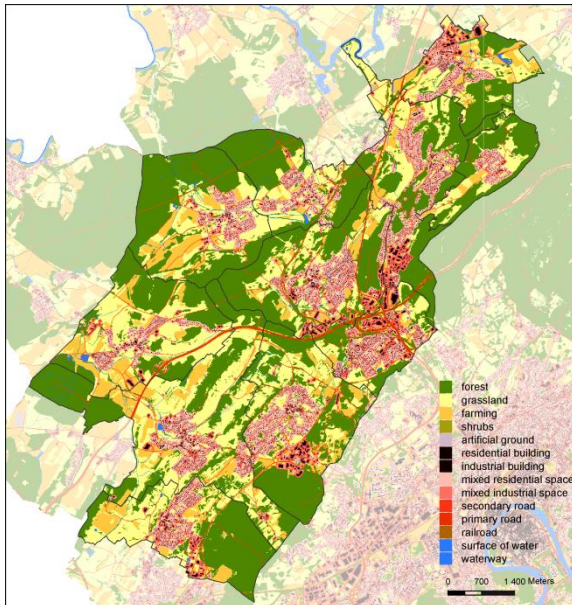 forest
grassland
farming
shrubs
artificial ground
residential building
industrial building
mixed residential space
mixed industrial space
secondary road
primary road
railroad
surface of water
waterway
0 700 1 400 Meters